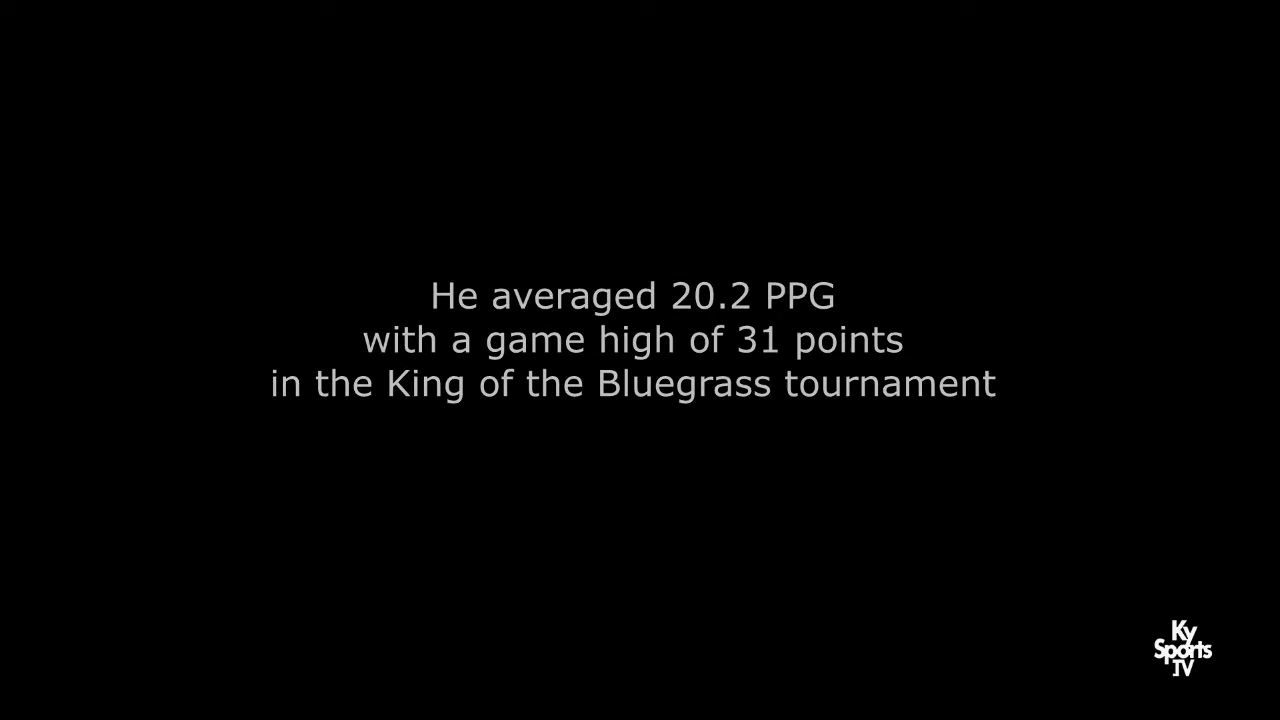 He averaged 20.2 PPG
with a game high of 31 points
in the King of the Bluegrass tournament
Ky
Sports
TV